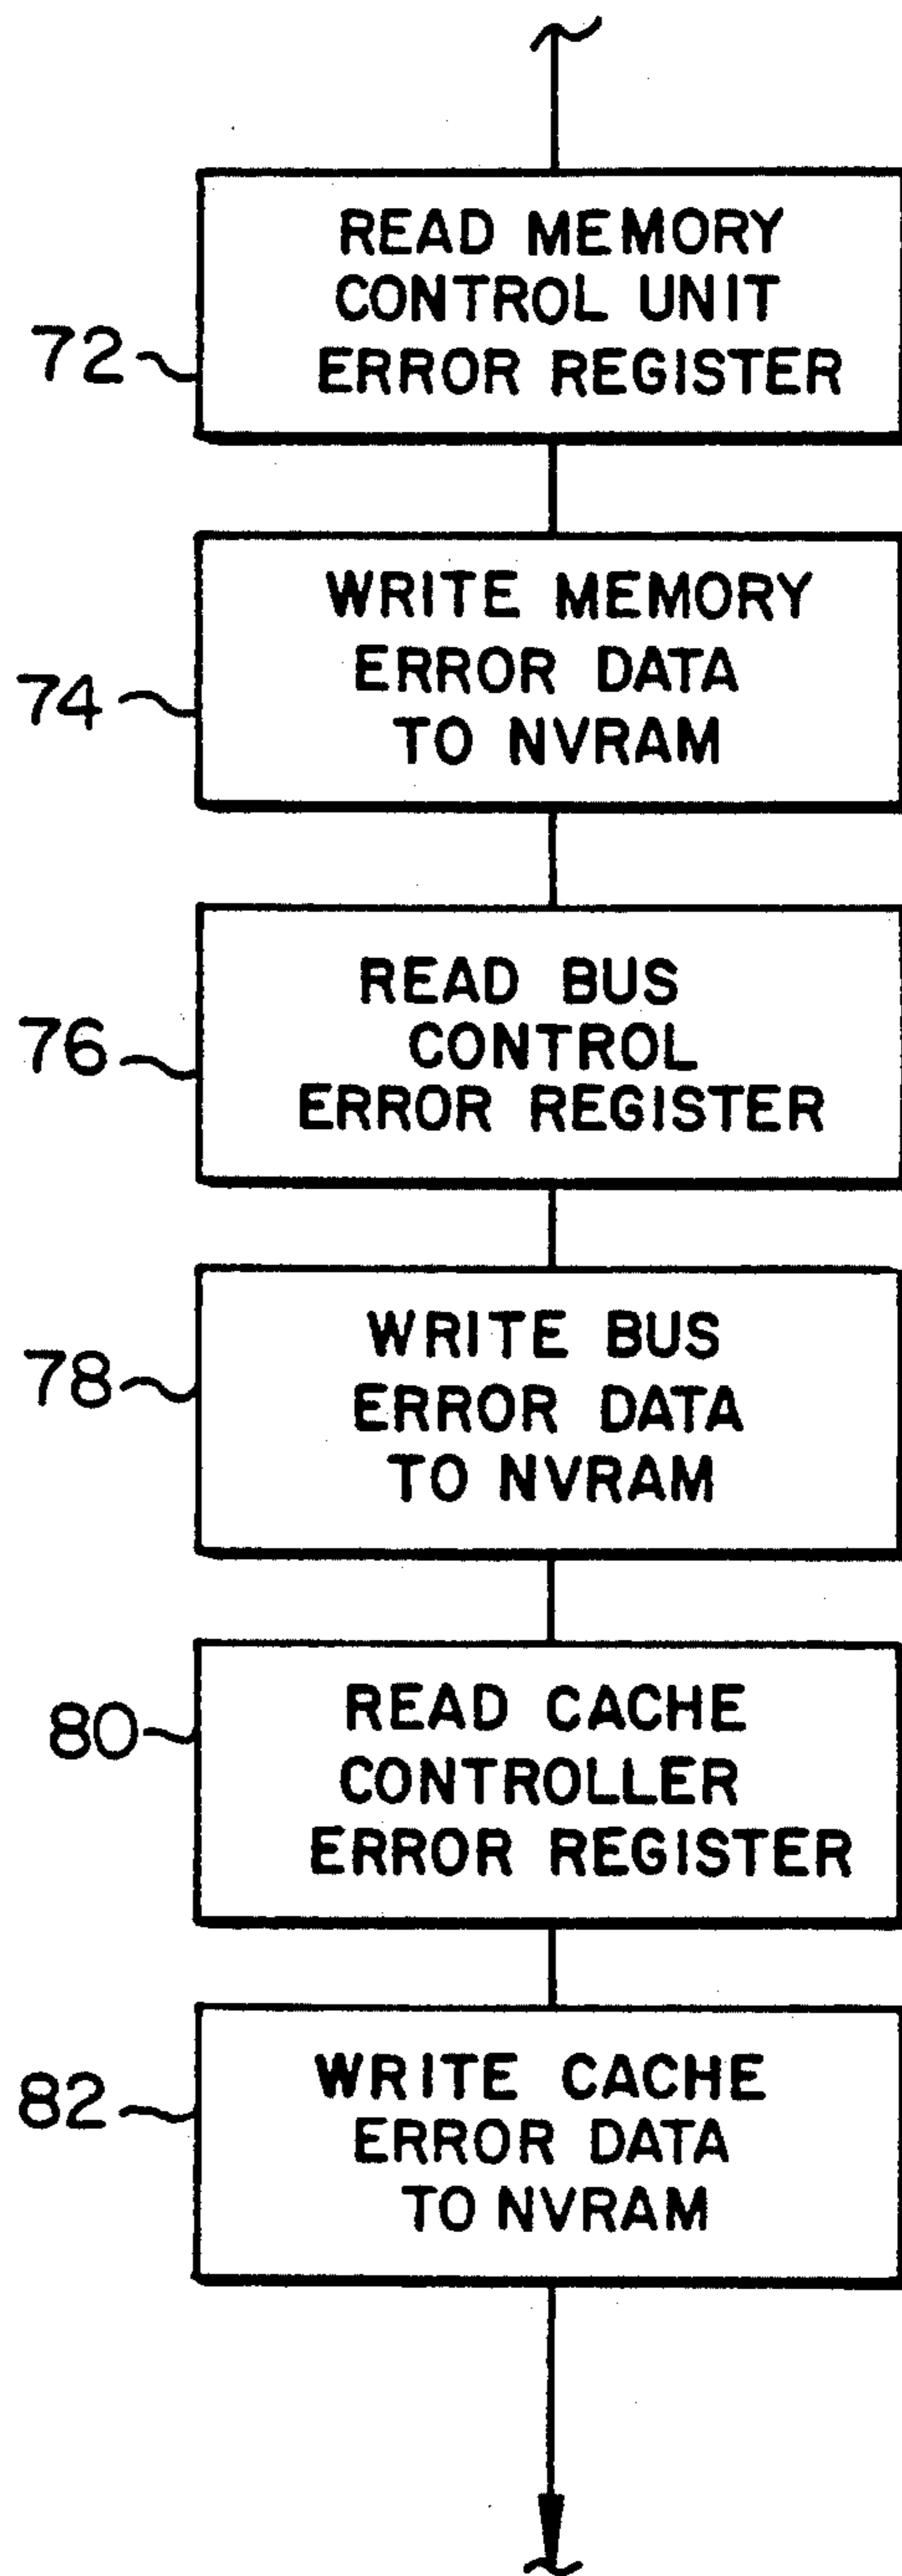 READ MEMORY
CONTROL UNIT
72 ERROR REGISTER
WRITE MEMORY
ERROR DATA
74 TO NVRAM
READ BUS
76 CONTROL
ERROR REGISTER
WRITE BUS
78 ERROR DATA
TO NVRAM
80 READ CACHE
CONTROLLER
ERROR REGISTER
82 WRITE CACHE
ERROR DATA
TO NVRAM